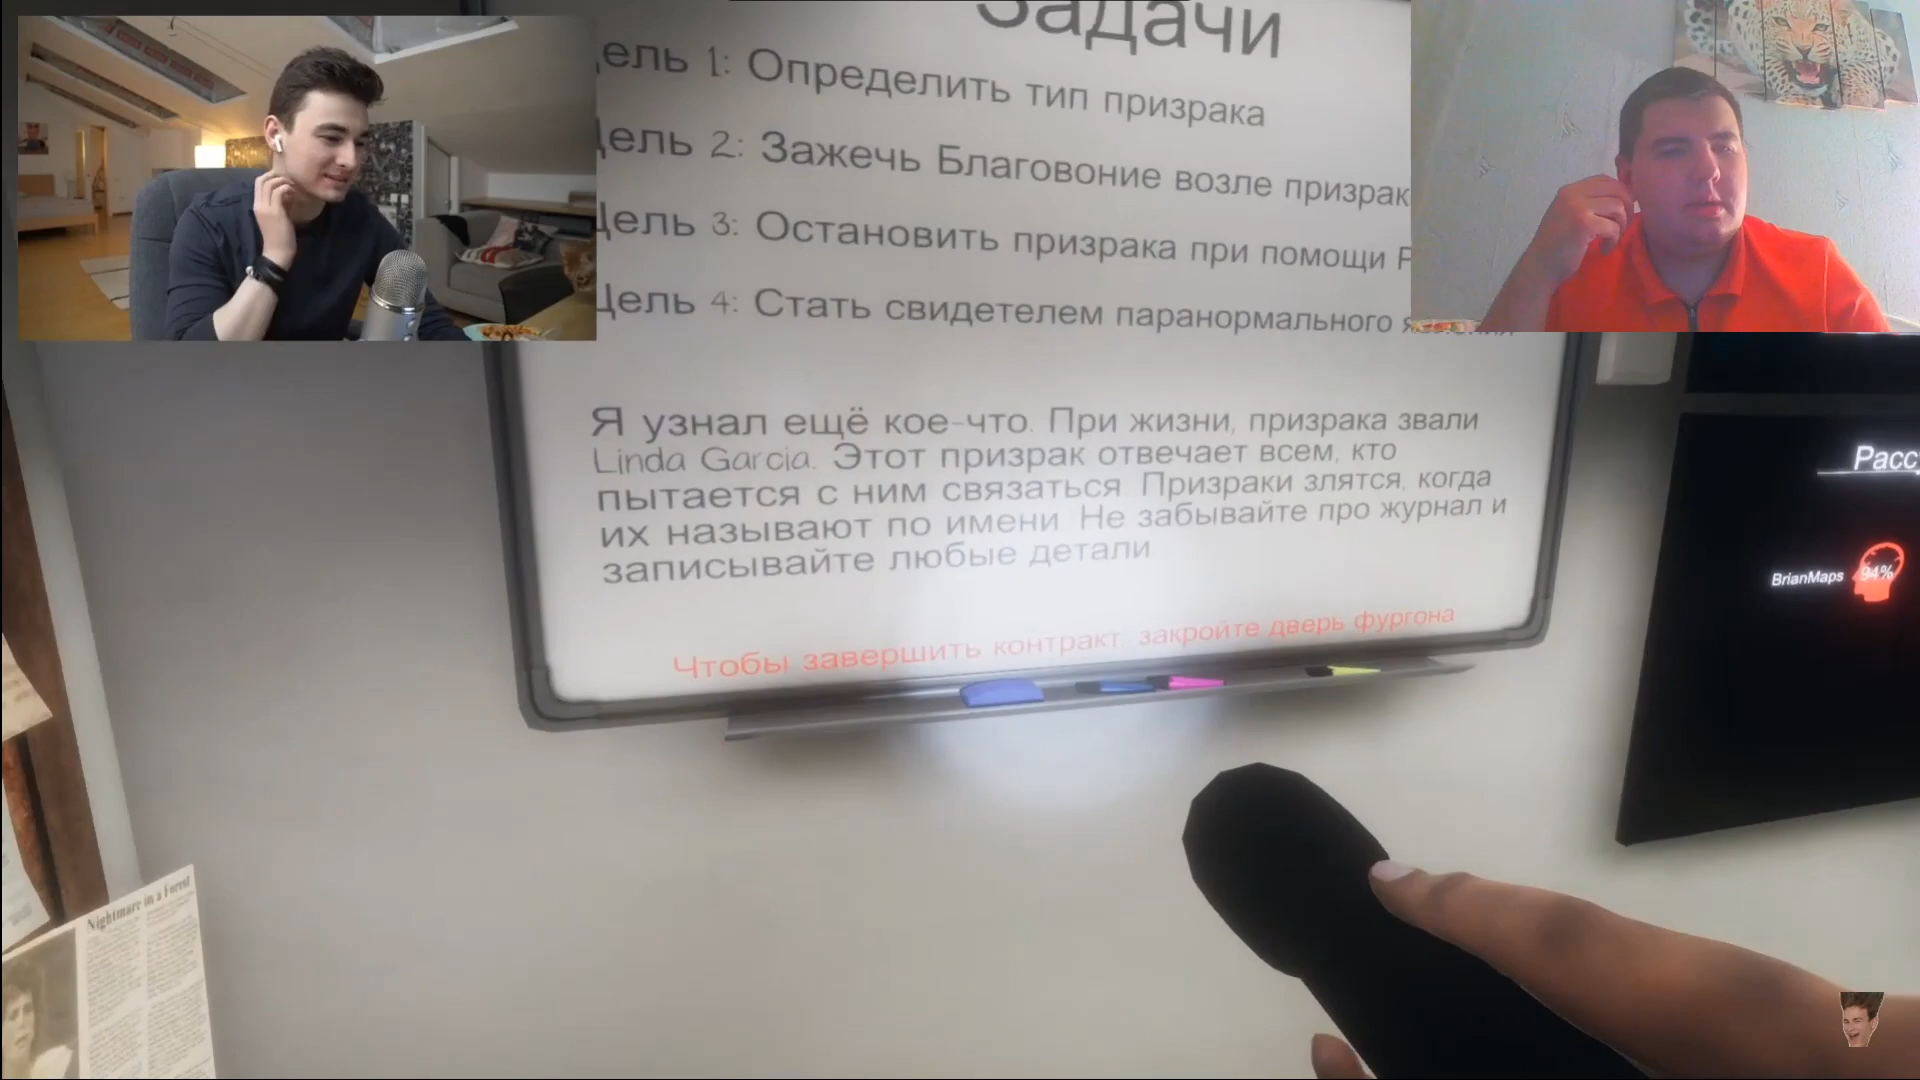 Задачи
ель 1: Определить тип призрака
Цель 2: Зажечь Благовоние возле призрак
Цель 3: Остановить призрака при помощи Р
Цель 4: Стать свидетелем паранормального
Я узнал ещё кое-что. При жизни, призрака звали
Linda Garcia. Этот призрак отвечает всем, кто
пытается с ним связаться. Призраки злятся, когда
их называют по имени. Не забывайте про журнал и
записывайте любые детали
Чтобы завершить контракт, закройте дверь фургона
Расс
BrianMaps 94%
Nightmare in a Forest